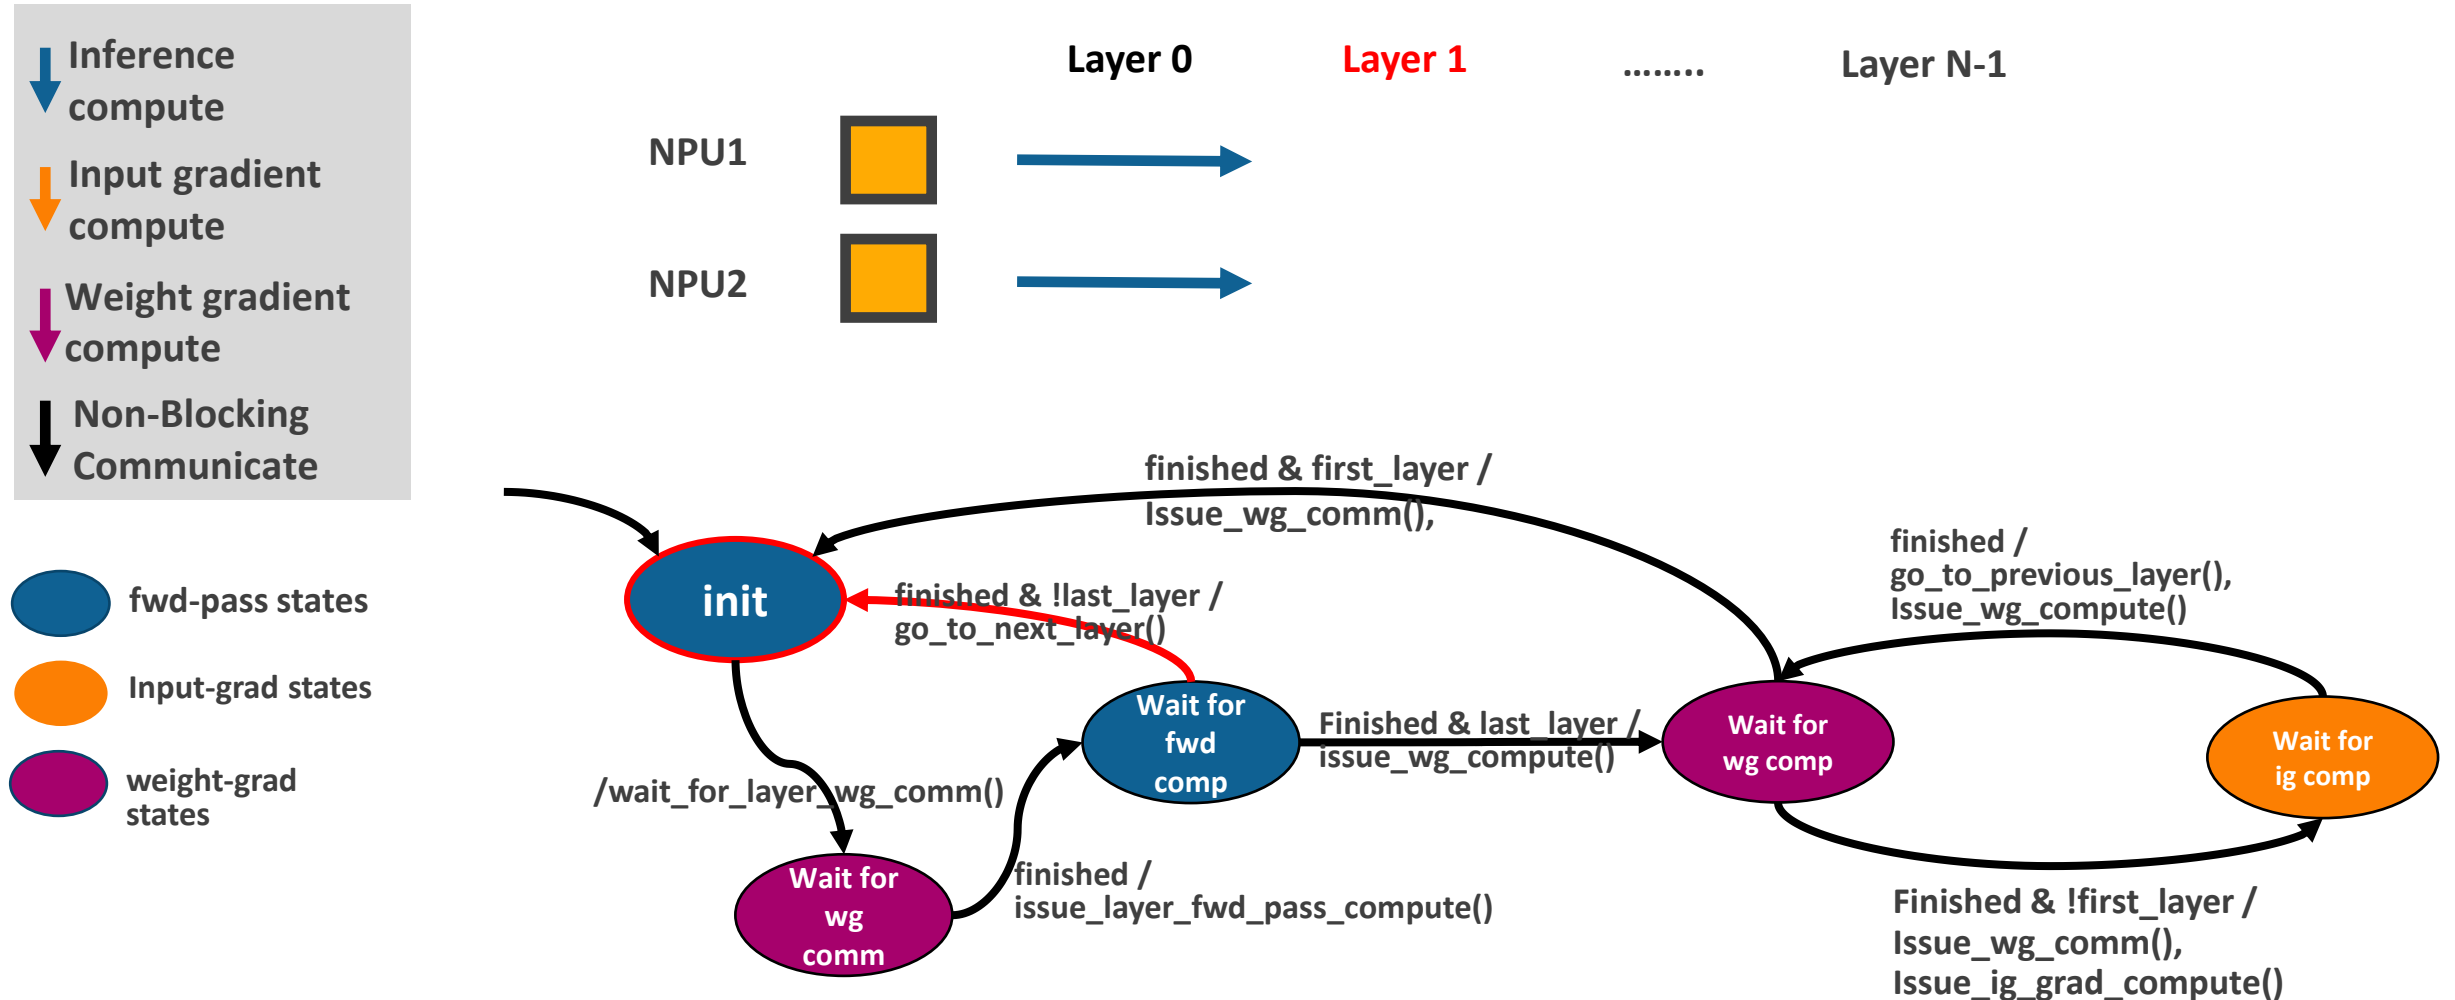 Inference
compute
Input gradient
compute
Weight gradient
compute
Non-Blocking
Communicate
fwd-pass states
Input-grad states
weight-grad
states
Layer 0
Layer 1
........
Layer N-1
NPU1
NPU2
finished & first_layer /
Issue_wg_comm(),
finished /
go_to_previous_layer(),
Issue_wg_compute()
init
finished & !last_layer /
go_to_next_layer()
Wait for
fwd
comp
Finished & last_layer /
issue_wg_compute()
Wait for
wg comp
Wait for
ig comp
/wait_for_layer_wg_comm()
Wait for
wg
comm
finished /
issue_layer_fwd_pass_compute()
Finished & !first_layer /
Issue_wg_comm(),
Issue_ig_grad_compute()